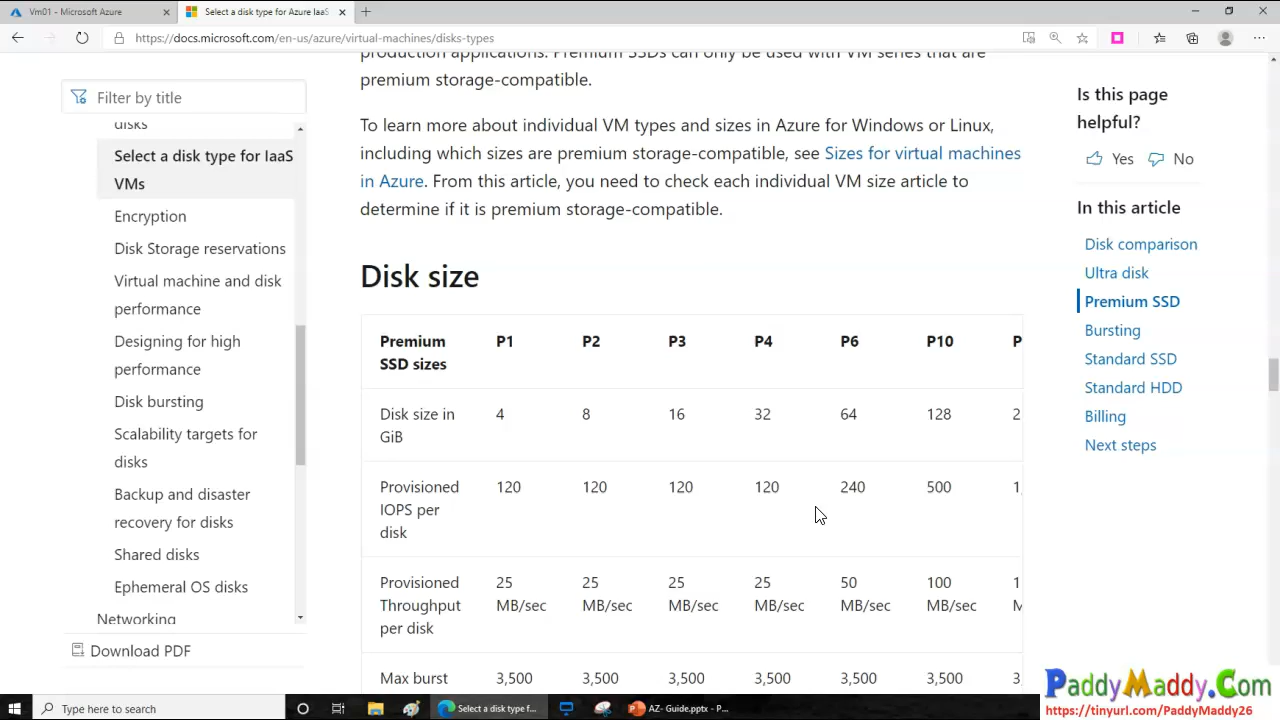 Vm01 - Microsoft Azure
Select a disk type for Azure IaaS
https://docs.microsoft.com/en-us/azure/virtual-machines/disks-types
Filter by title
disks
Select a disk type for IaaS
VMs
Encryption
Disk Storage reservations
Virtual machine and disk
performance
Designing for high
performance
Disk bursting
Scalability targets for
disks
Backup and disaster
recovery for disks
Shared disks
Ephemeral OS disks
Networking
Download PDF
production applications. Premium SSDs can only be used with VM series that are
premium storage-compatible.
To learn more about individual VM types and sizes in Azure for Windows or Linux,
including which sizes are premium storage-compatible, see Sizes for virtual machines
in Azure. From this article, you need to check each individual VM size article to
determine if it is premium storage-compatible.
Disk size
Premium P1 P2 P3 P4 P6 P10 P
SSD sizes
Disk size in 4 8 16 32 64 128 2
GiB
Provisioned 120 120 120 120 240 500 1,
IOPS per
disk
Provisioned 25 25 25 25 50 100 1
Throughput MB/sec MB/sec MB/sec MB/sec MB/sec MB/sec M
per disk
Max burst 3,500 3,500 3,500 3,500 3,500 3,500
Is this page
helpful?
Yes No
In this article
Disk comparison
Ultra disk
Premium SSD
Bursting
Standard SSD
Standard HDD
Billing
Next steps
Type here to search
Select a disk type f...
AZ- Guide.pptx - P...
PaddyMaddy.Com
https://tinyurl.com/PaddyMaddy26